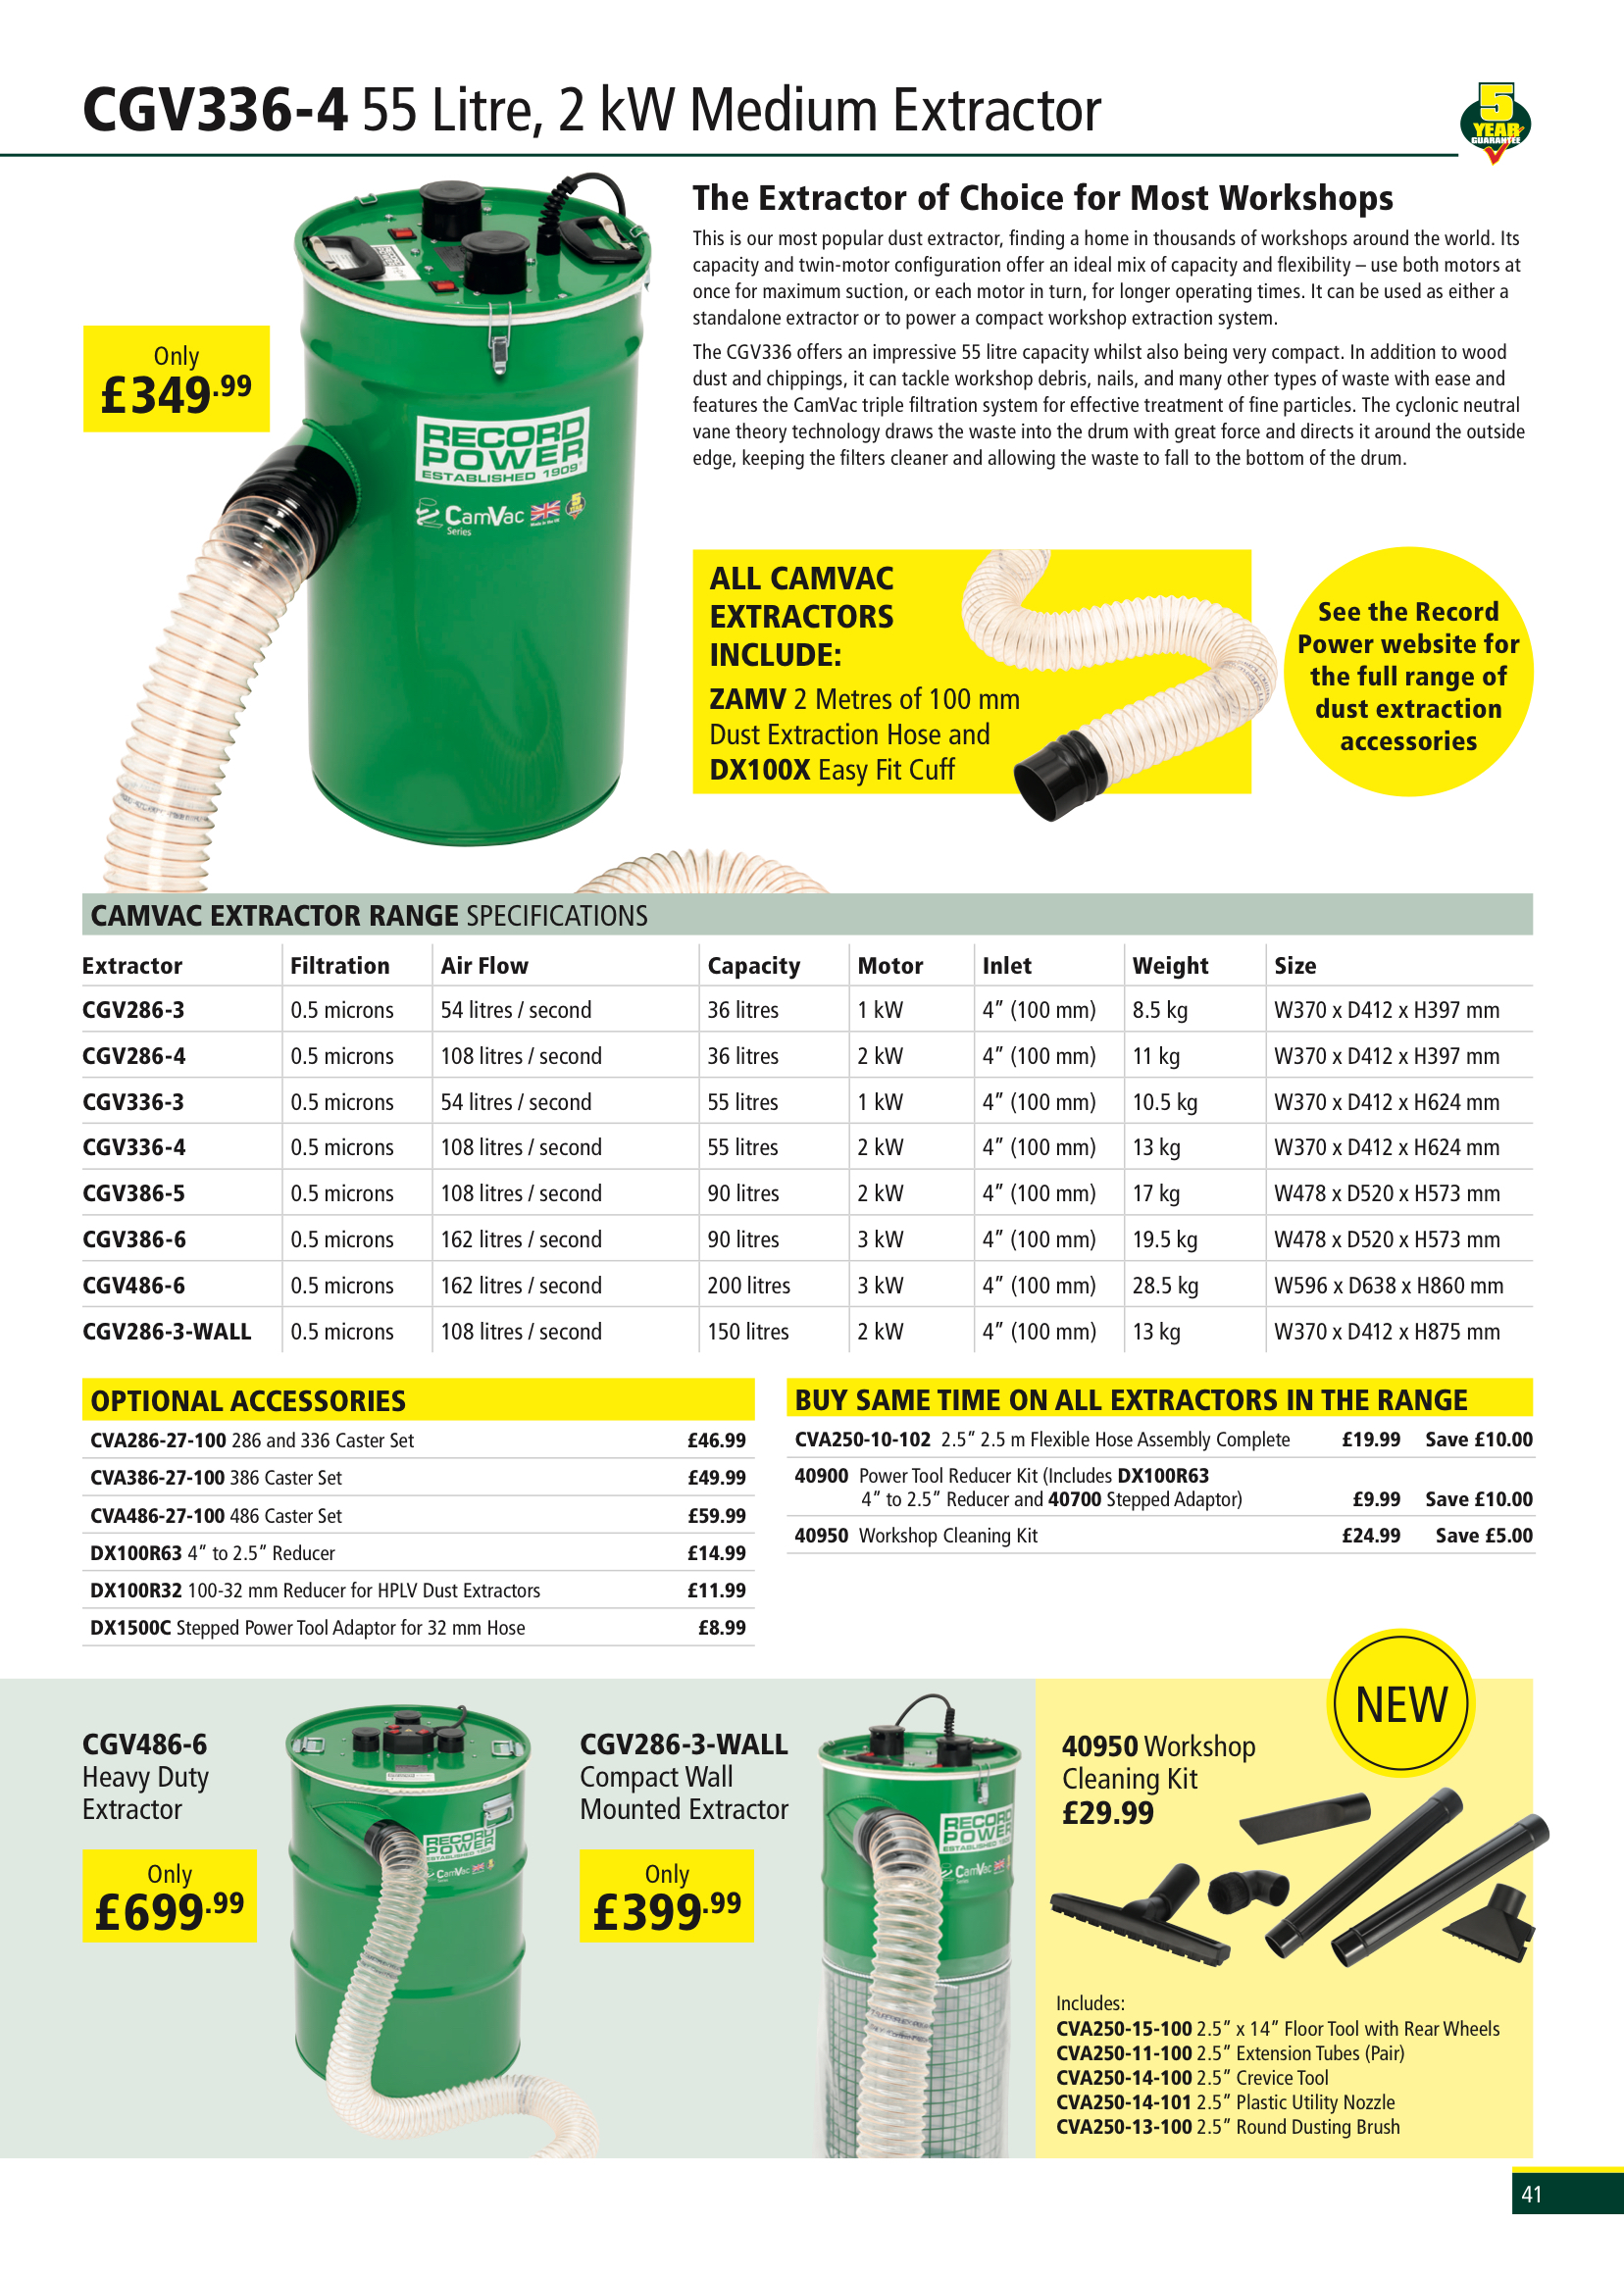 CGV336-4 55 Litre, 2 kW Medium Extractor
5
YEAR
GUARANTEE
The Extractor of Choice for Most Workshops
This is our most popular dust extractor, finding a home in thousands of workshops around the world. Its
capacity and twin-motor configuration offer an ideal mix of capacity and flexibility – use both motors at
once for maximum suction, or each motor in turn, for longer operating times. It can be used as either a
standalone extractor or to power a compact workshop extraction system.
The CGV336 offers an impressive 55 litre capacity whilst also being very compact. In addition to wood
dust and chippings, it can tackle workshop debris, nails, and many other types of waste with ease and
features the CamVac triple filtration system for effective treatment of fine particles. The cyclonic neutral
vane theory technology draws the waste into the drum with great force and directs it around the outside
edge, keeping the filters cleaner and allowing the waste to fall to the bottom of the drum.
Only
£349.99
RECORD
POWER
ESTABLISHED 1909
CamVac
Series
Made in the UK
ALL CAMVAC
EXTRACTORS
INCLUDE:
ZAMV 2 Metres of 100 mm
Dust Extraction Hose and
DX100X Easy Fit Cuff
See the Record
Power website for
the full range of
dust extraction
accessories
CAMVAC EXTRACTOR RANGE SPECIFICATIONS
Extractor Filtration Air Flow Capacity Motor Inlet Weight Size
CGV286-3 0.5 microns 54 litres / second 36 litres 1 kW 4” (100 mm) 8.5 kg W370 x D412 x H397 mm
CGV286-4 0.5 microns 108 litres / second 36 litres 2 kW 4” (100 mm) 11 kg W370 x D412 x H397 mm
CGV336-3 0.5 microns 54 litres / second 55 litres 1 kW 4” (100 mm) 10.5 kg W370 x D412 x H624 mm
CGV336-4 0.5 microns 108 litres / second 55 litres 2 kW 4” (100 mm) 13 kg W370 x D412 x H624 mm
CGV386-5 0.5 microns 108 litres / second 90 litres 2 kW 4” (100 mm) 17 kg W478 x D520 x H573 mm
CGV386-6 0.5 microns 162 litres / second 90 litres 3 kW 4” (100 mm) 19.5 kg W478 x D520 x H573 mm
CGV486-6 0.5 microns 162 litres / second 200 litres 3 kW 4” (100 mm) 28.5 kg W596 x D638 x H860 mm
CGV286-3-WALL 0.5 microns 108 litres / second 150 litres 2 kW 4” (100 mm) 13 kg W370 x D412 x H875 mm
OPTIONAL ACCESSORIES
CVA286-27-100 286 and 336 Caster Set £46.99
CVA386-27-100 386 Caster Set £49.99
CVA486-27-100 486 Caster Set £59.99
DX100R63 4” to 2.5” Reducer £14.99
DX100R32 100-32 mm Reducer for HPLV Dust Extractors £11.99
DX1500C Stepped Power Tool Adaptor for 32 mm Hose £8.99
BUY SAME TIME ON ALL EXTRACTORS IN THE RANGE
CVA250-10-102 2.5” 2.5 m Flexible Hose Assembly Complete £19.99 Save £10.00
40900 Power Tool Reducer Kit (Includes DX100R63
4” to 2.5” Reducer and 40700 Stepped Adaptor) £9.99 Save £10.00
40950 Workshop Cleaning Kit £24.99 Save £5.00
CGV486-6
Heavy Duty
Extractor
Only
£699.99
RECORD
POWER
ESTABLISHED 1909
CamVac
Series
CGV286-3-WALL
Compact Wall
Mounted Extractor
Only
£399.99
RECORD
POWER
ESTABLISHED
CamVac
Series
NEW
40950 Workshop
Cleaning Kit
£29.99
Includes:
CVA250-15-100 2.5” x 14” Floor Tool with Rear Wheels
CVA250-11-100 2.5” Extension Tubes (Pair)
CVA250-14-100 2.5” Crevice Tool
CVA250-14-101 2.5” Plastic Utility Nozzle
CVA250-13-100 2.5” Round Dusting Brush
41